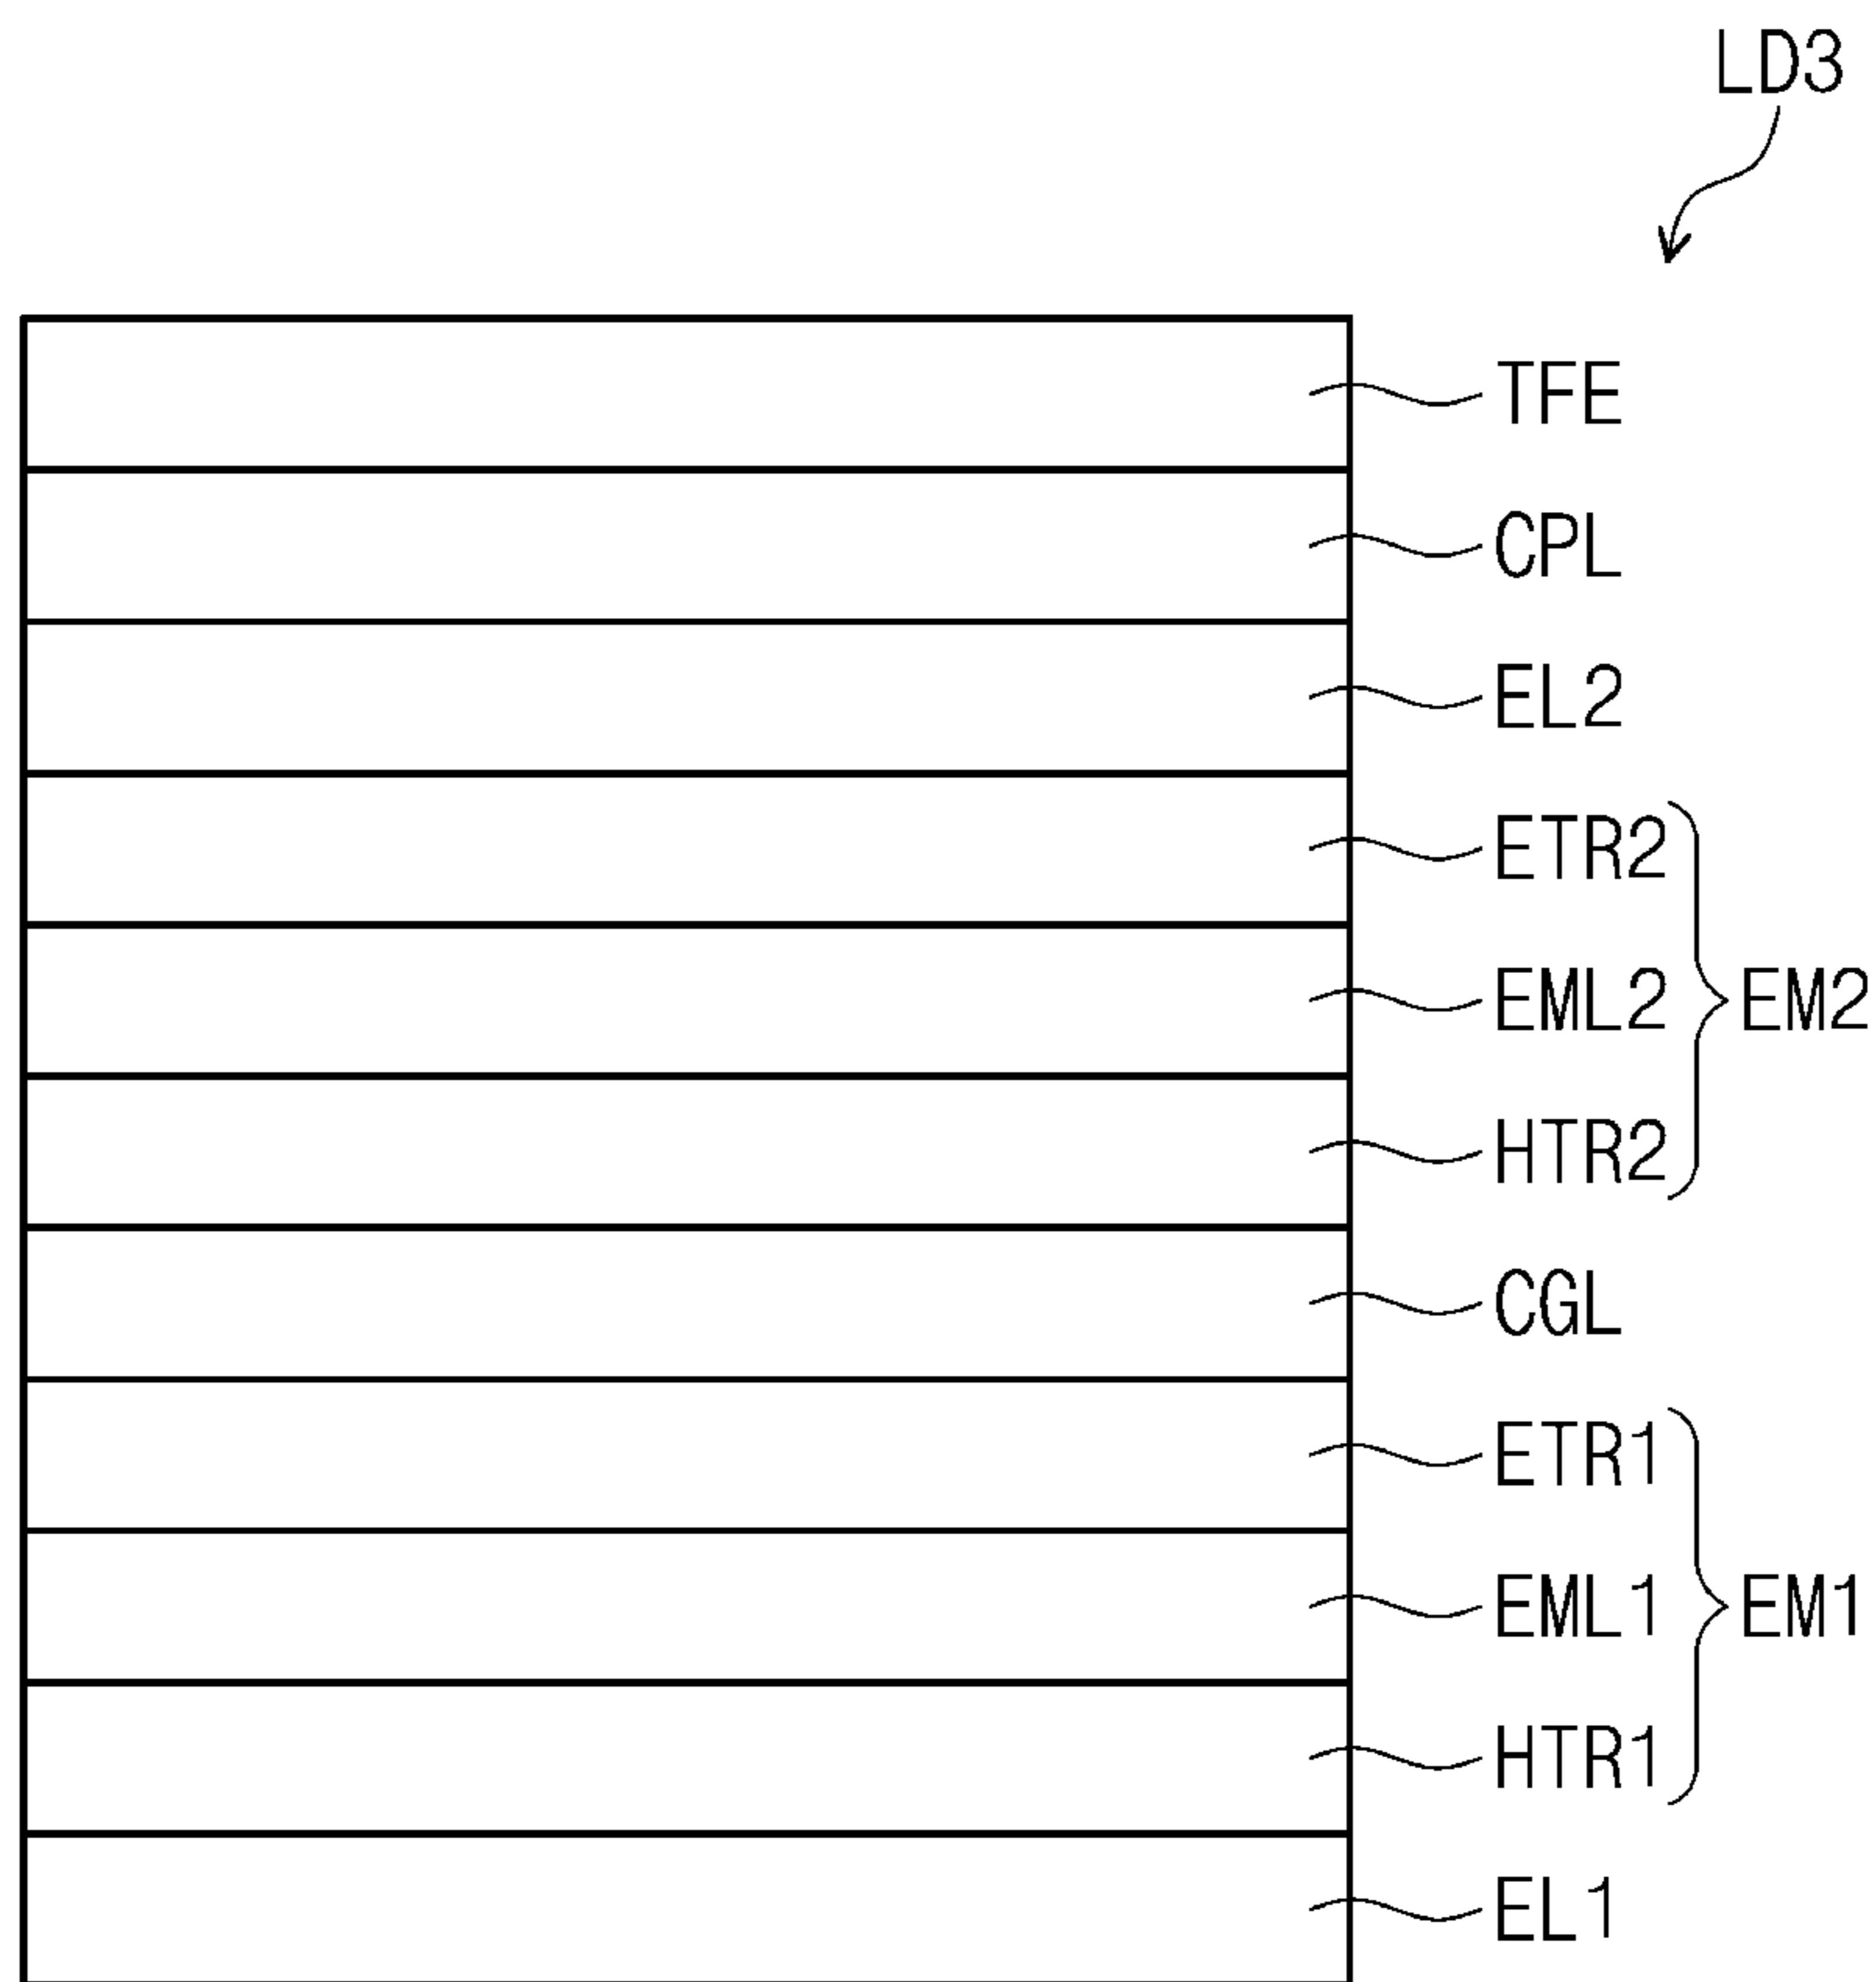 LD3
TFE
CPL
EL2
ETR2
EML2
EM2
HTR2
CGL
ETR1
EML1
EM1
HTR1
EL1